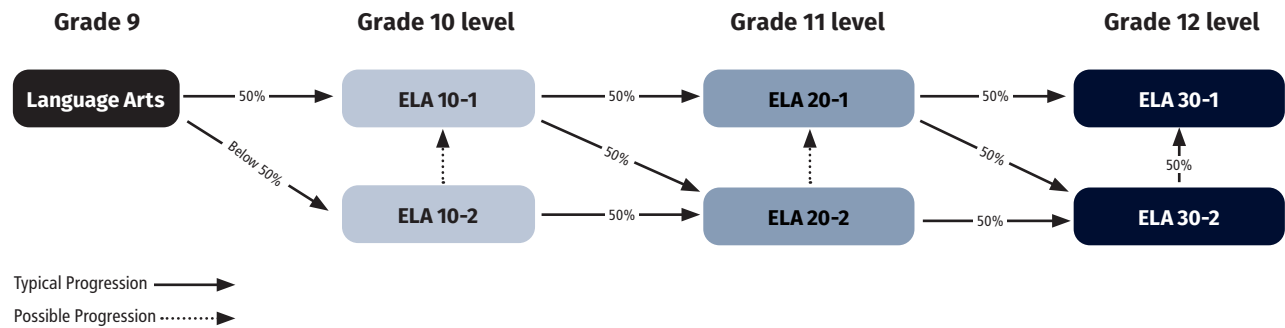 Grade 9 Grade 10 level Grade 11 level Grade 12 level
Language Arts 50% ELA 10-1 50% ELA 20-1 50% ELA 30-1
Below 50% 50% 50% 50%
ELA 10-2 50% ELA 20-2 50% ELA 30-2
Typical Progression
Possible Progression